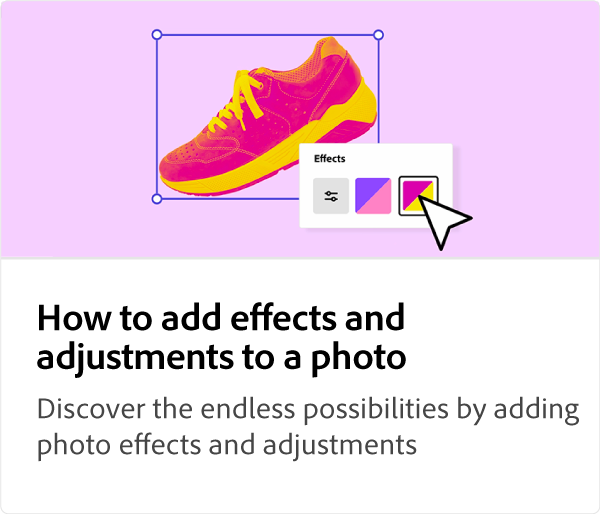 Effects
How to add effects and
adjustments to a photo
Discover the endless possibilities by adding
photo effects and adjustments